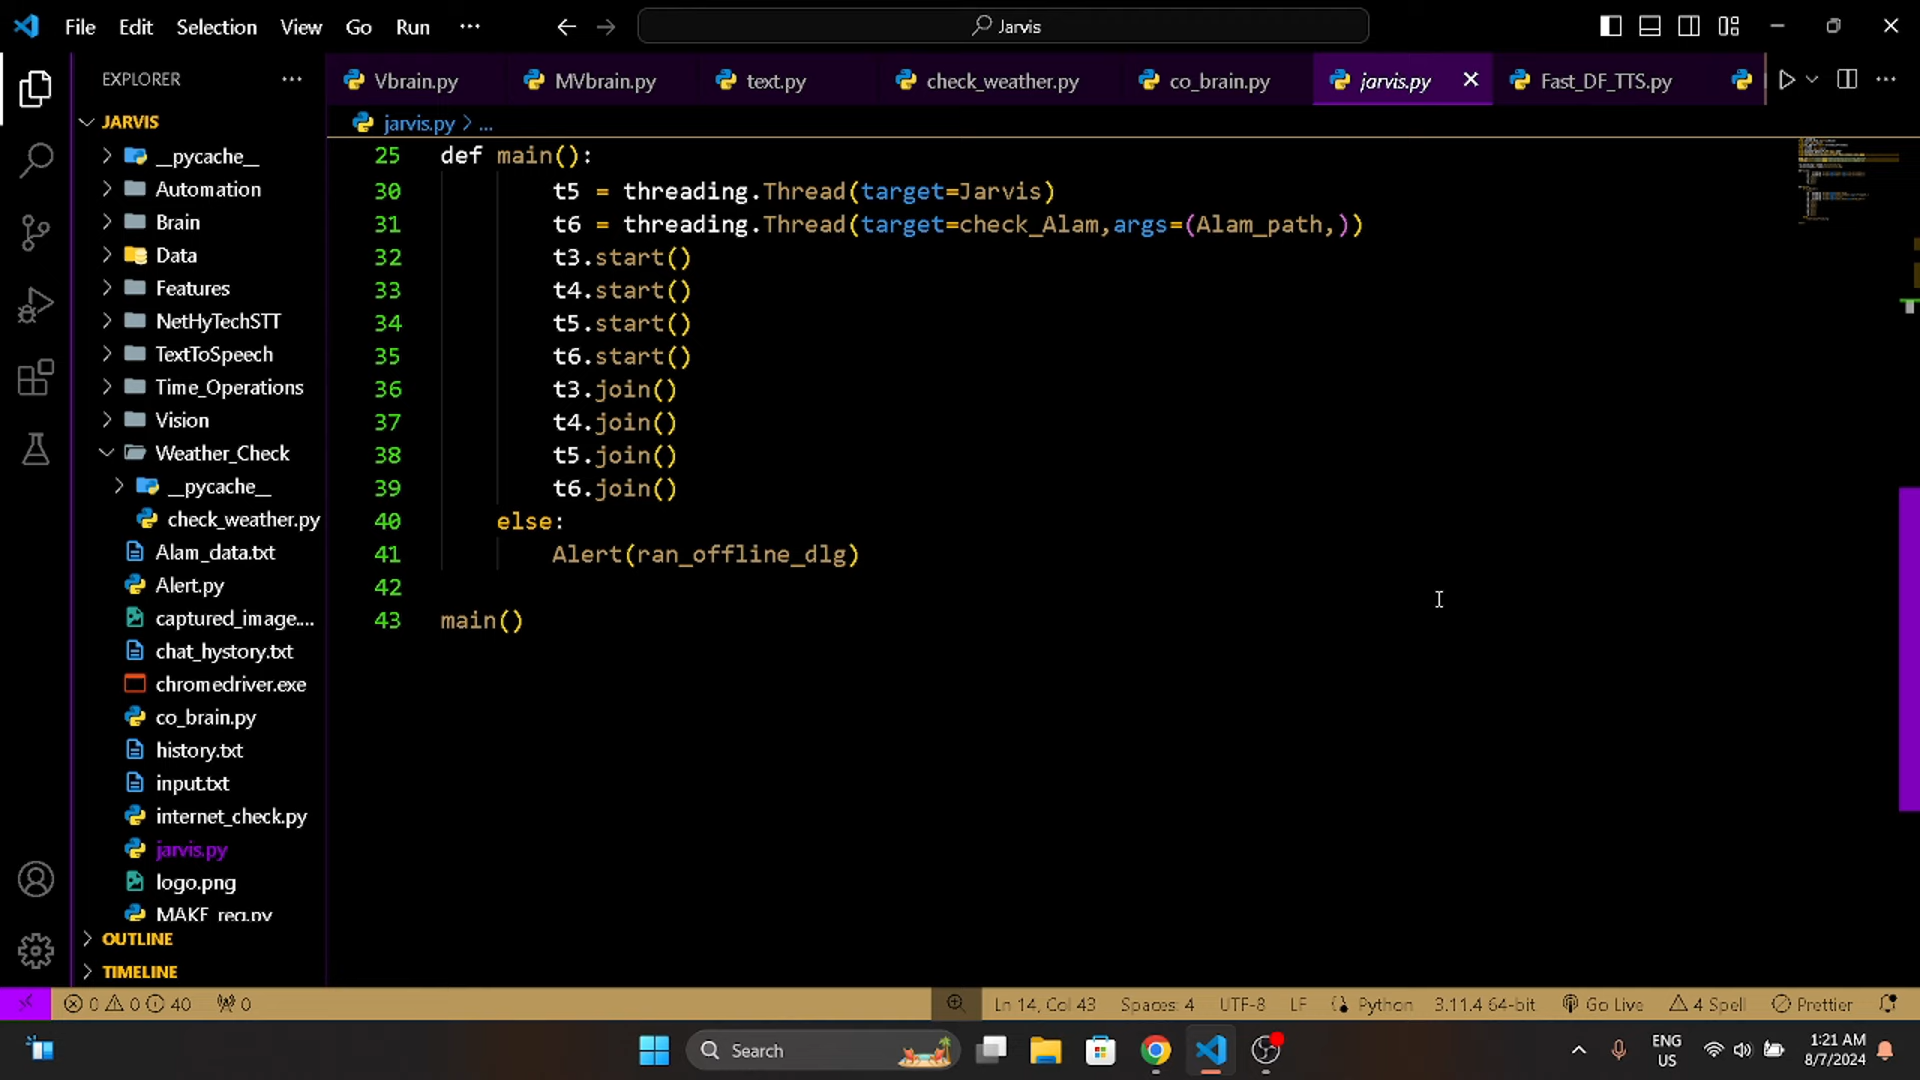 File Edit Selection View Go Run ... Jarvis
EXPLORER ...
Vbrain.py MVbrain.py text.py check_weather.py co_brain.py jarvis.py Fast_DF_TTS.py
jarvis.py > ...
JARVIS
__pycache__
Automation
Brain
Data
Features
NetHyTechSTT
TextToSpeech
Time_Operations
Vision
Weather_Check
__pycache__
check_weather.py
Alam_data.txt
Alert.py
captured_image....
chat_hystory.txt
chromedriver.exe
co_brain.py
history.txt
input.txt
internet_check.py
jarvis.py
logo.png
MAKE_req.py
OUTLINE
TIMELINE
25 def main():
30 t5 = threading.Thread(target=Jarvis)
31 t6 = threading.Thread(target=check_Alam,args=(Alam_path,))
32 t3.start()
33 t4.start()
34 t5.start()
35 t6.start()
36 t3.join()
37 t4.join()
38 t5.join()
39 t6.join()
40 else:
41 Alert(ran_offline_dlg)
42
43 main()
0 0 40 0 Ln 14, Col 43 Spaces: 4 UTF-8 LF Python 3.11.4 64-bit Go Live 4 Spell Prettier
Search
ENG
US
1:21 AM
8/7/2024